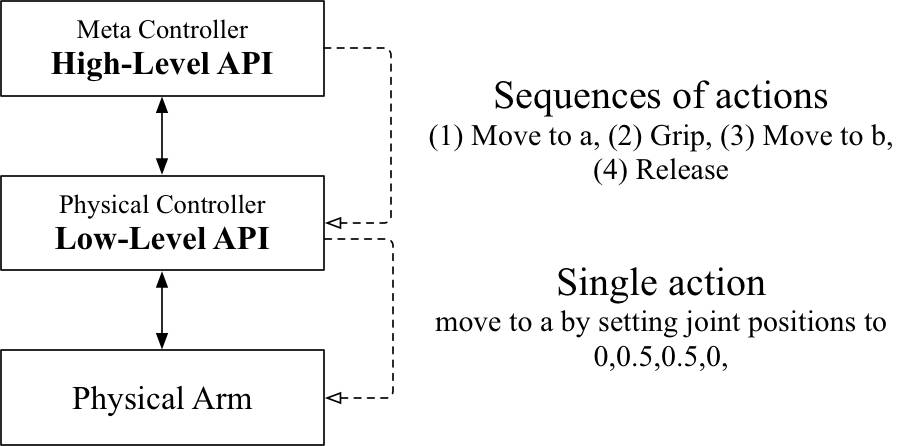 Meta Controller
High-Level API
Sequences of actions
(1) Move to a, (2) Grip, (3) Move to b,
(4) Release
Physical Controller
Low-Level API
Single action
move to a by setting joint positions to
0,0.5,0.5,0,
Physical Arm